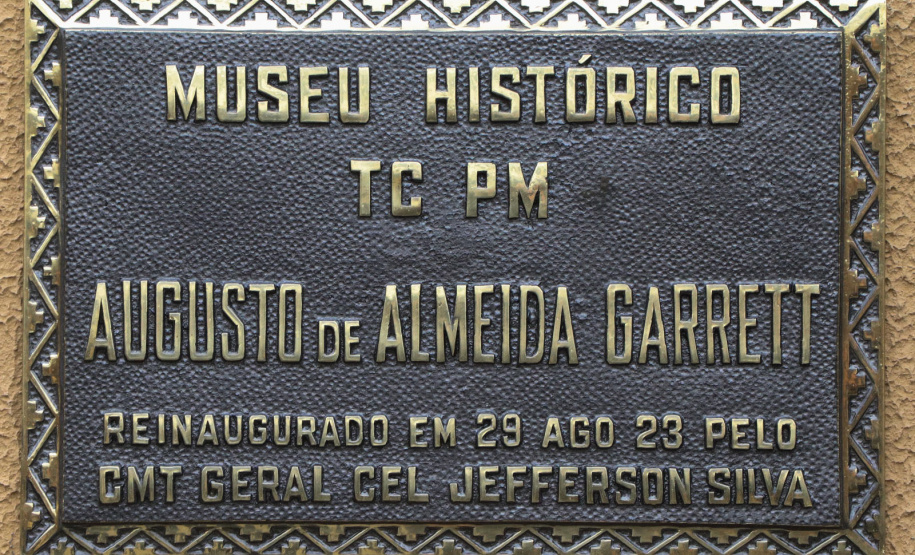 MUSEU HISTÓRICO
TC PM
AUGUSTO DE ALMEIDA GARRETT
REINAUGURADO EM 29 AGO 23 PELO
CMT GERAL CEL JEFFERSON SILVA